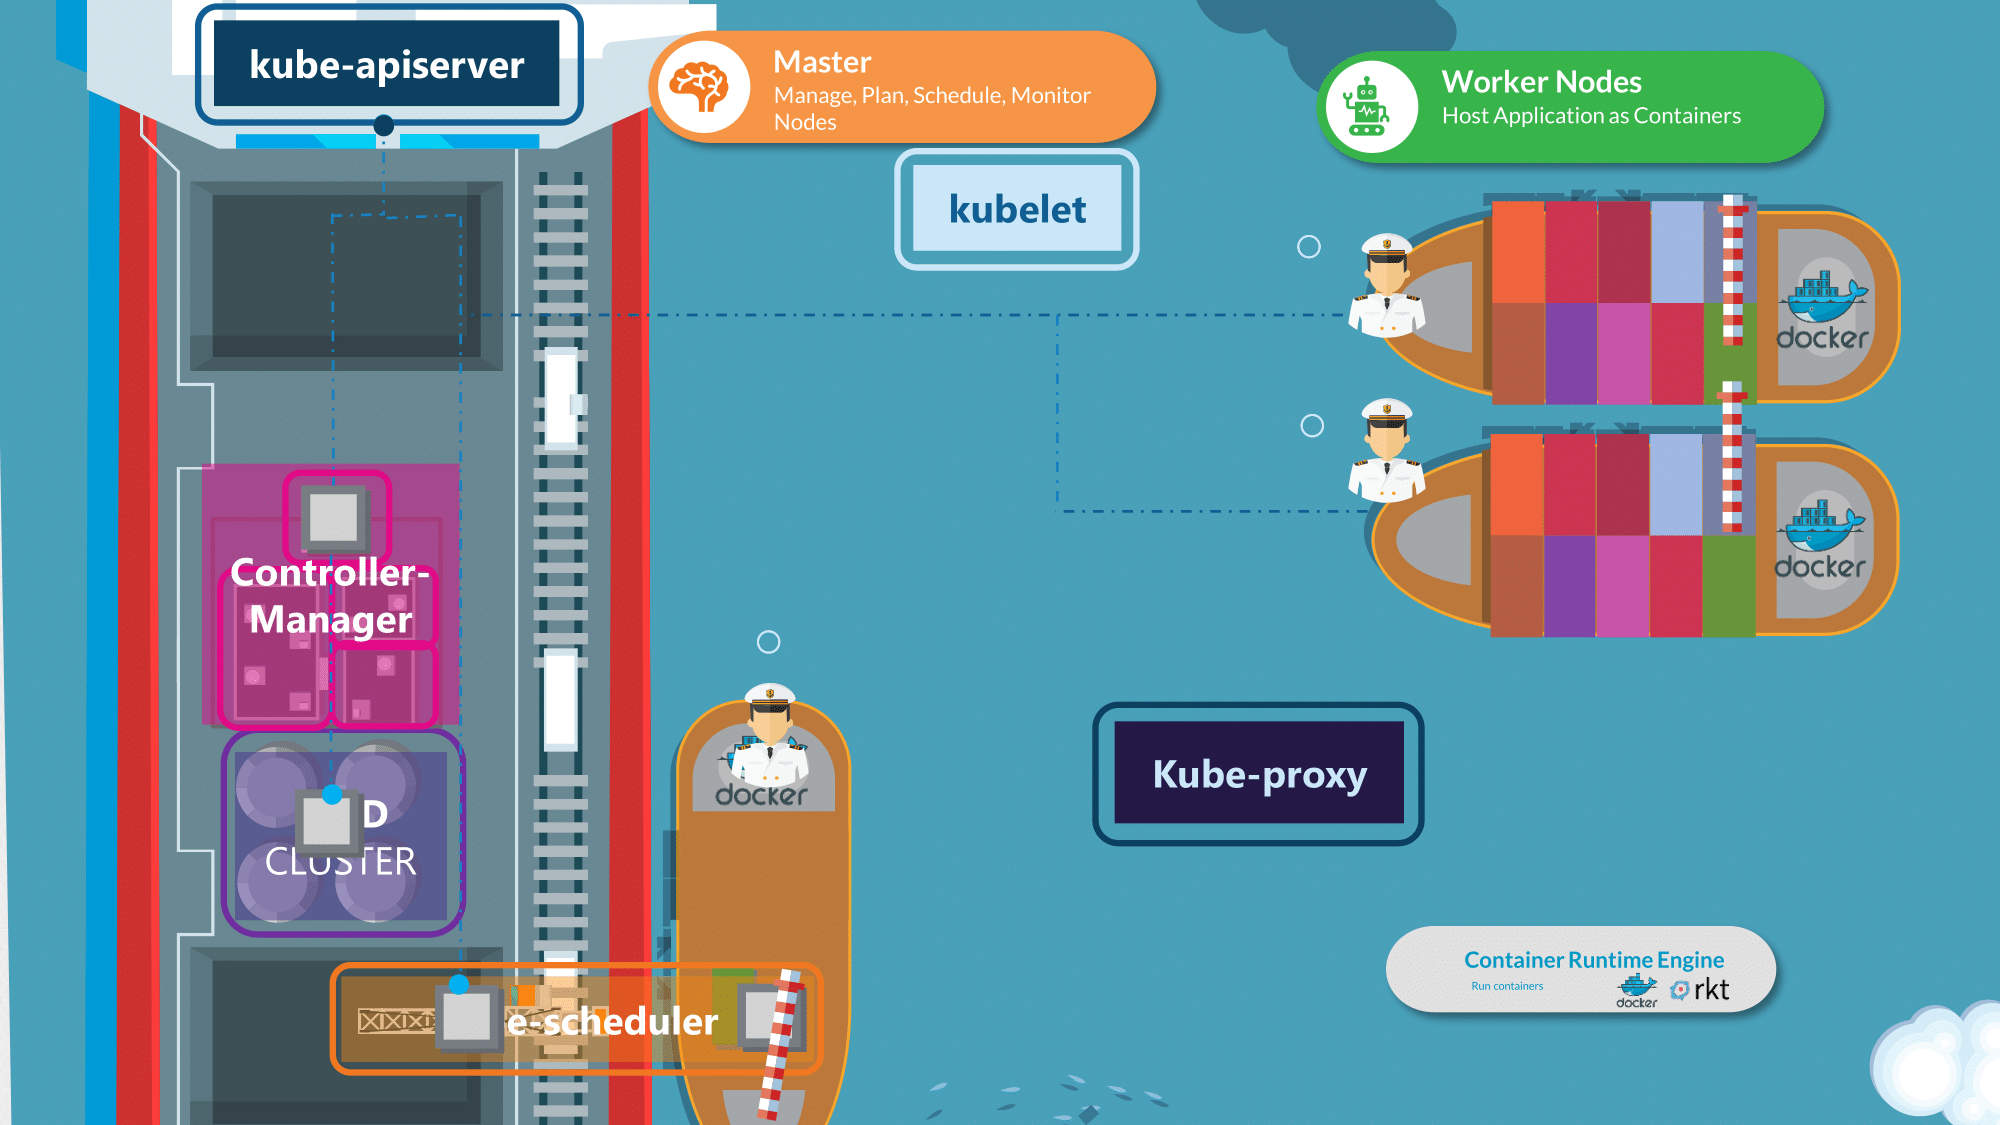 kube-apiserver
Master
Manage, Plan, Schedule, Monitor
Nodes
Worker Nodes
Host Application as Containers
kubelet
docker
Controller-
Manager
docker
docker
D
CLUSTER
Kube-proxy
e-scheduler
Container Runtime Engine
Run containers
docker
rkt